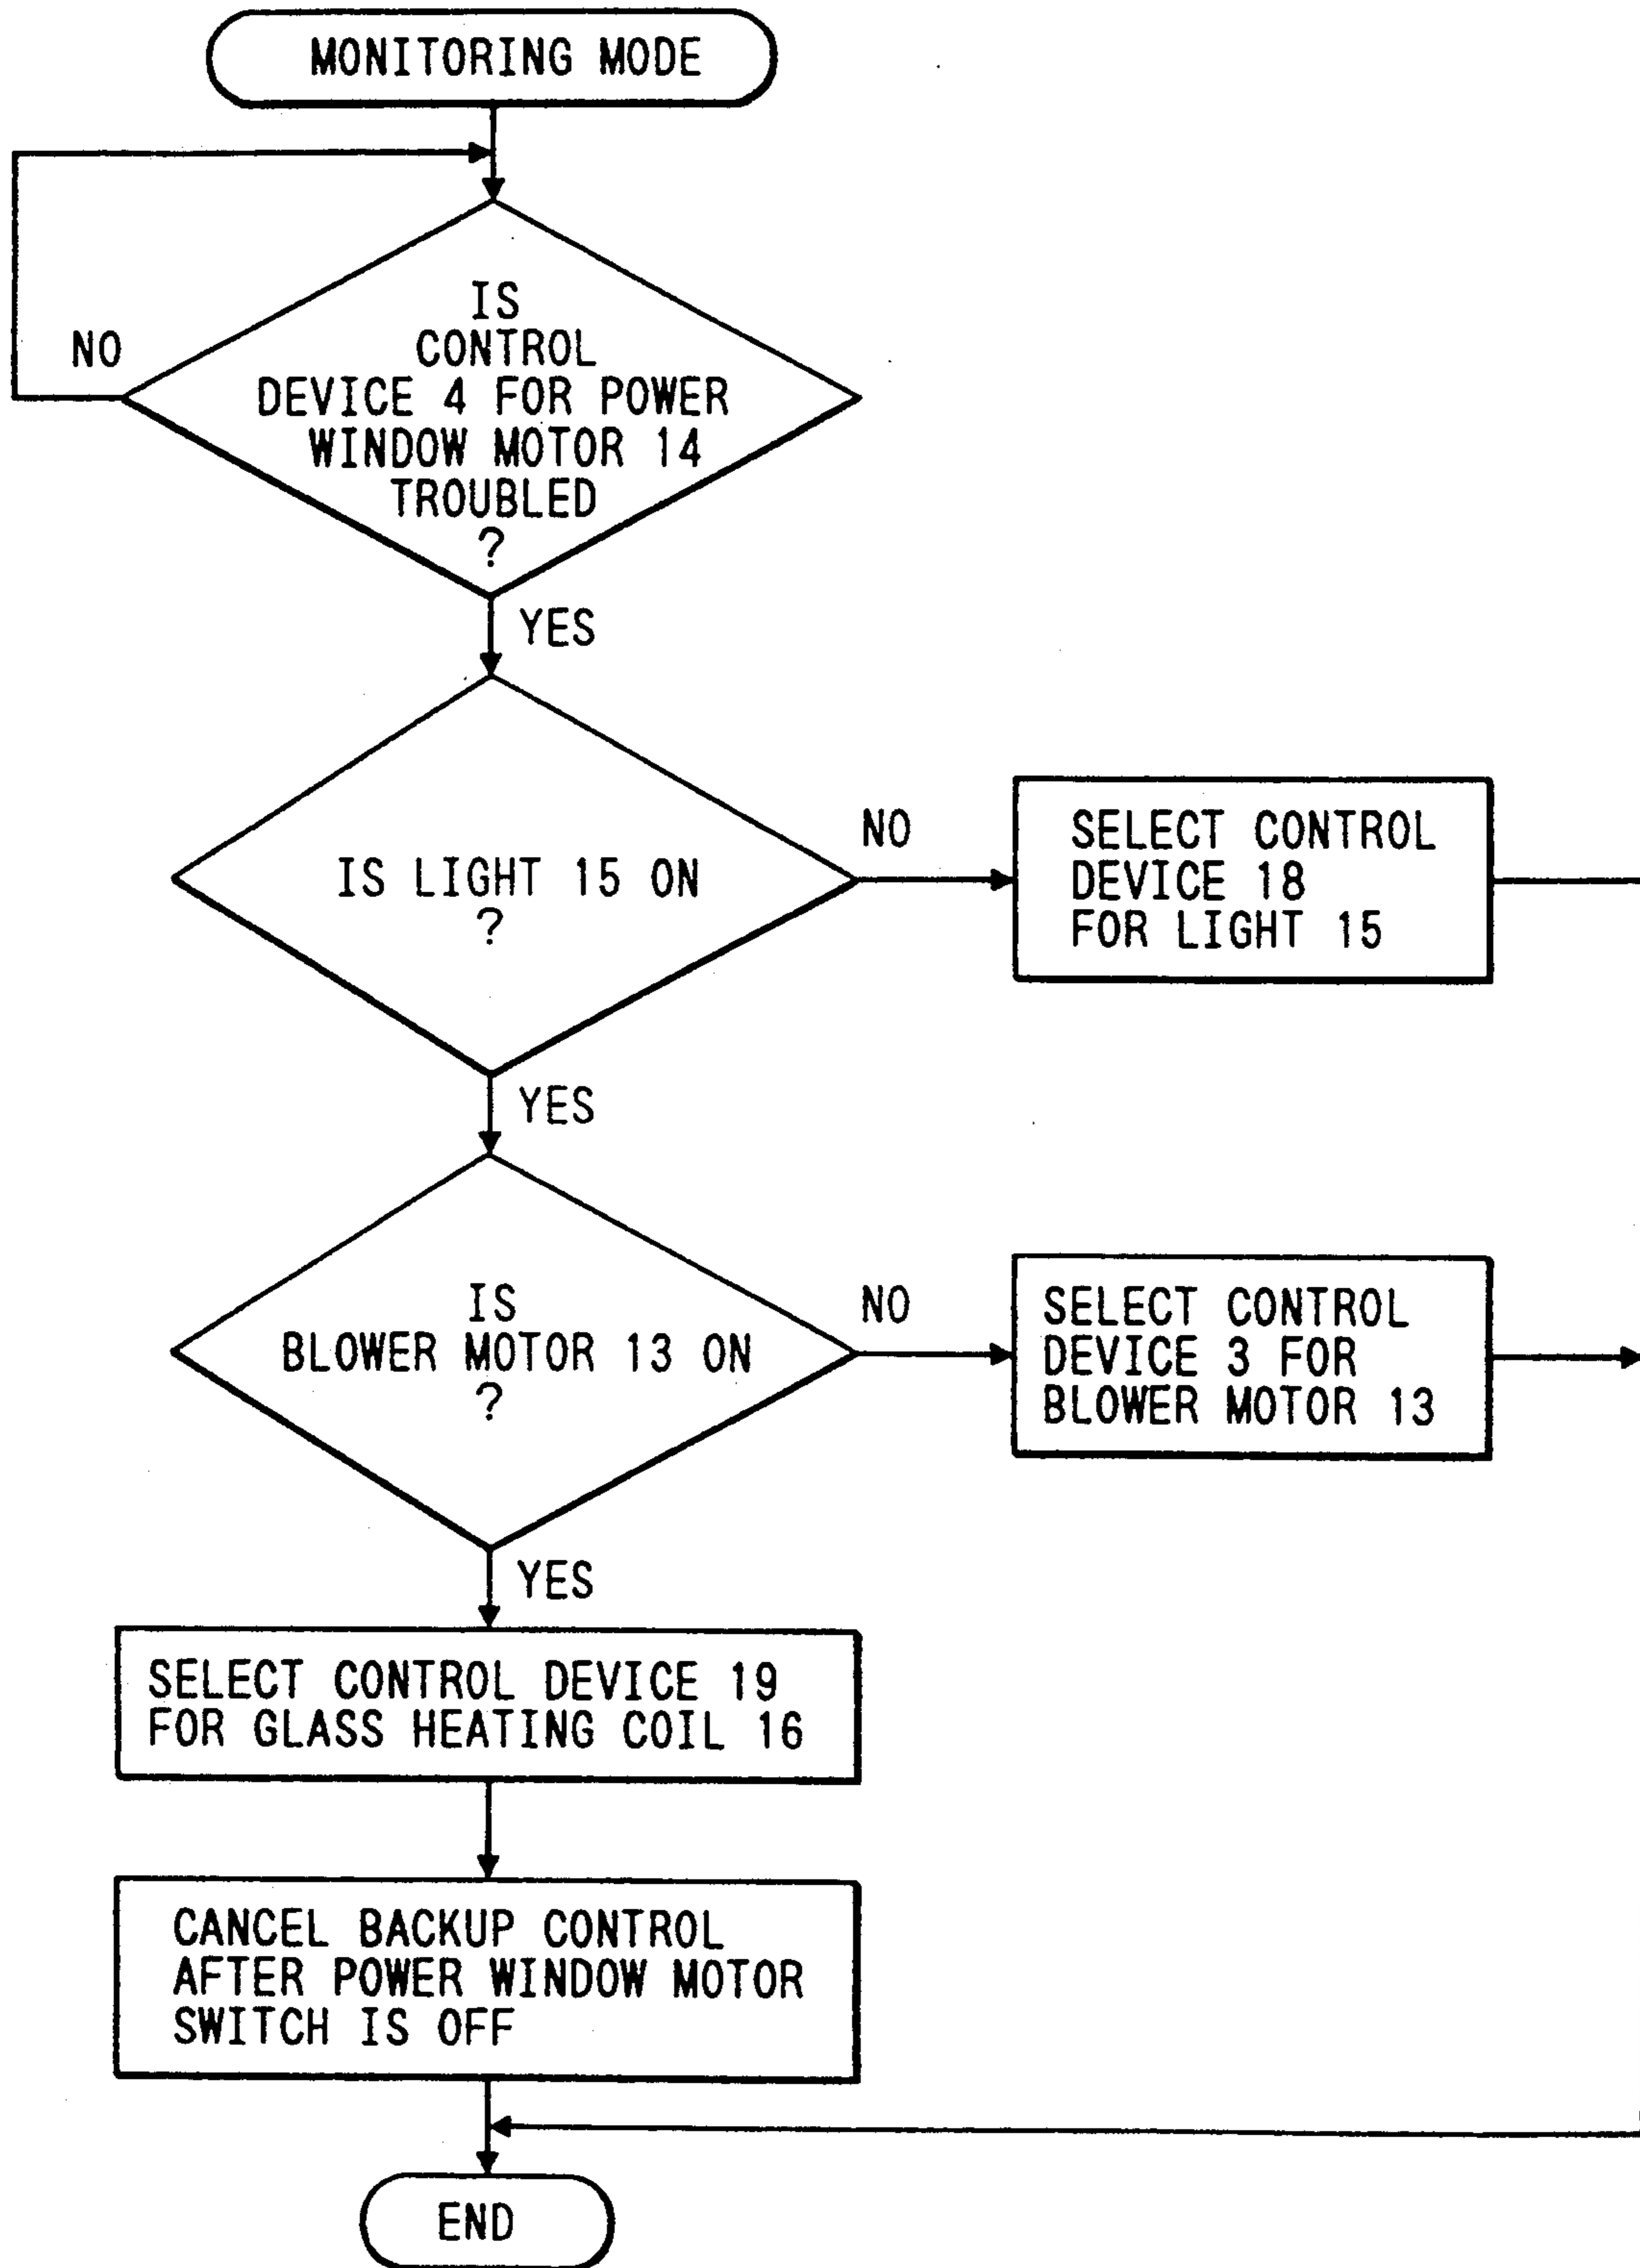 MONITORING MODE
IS
CONTROL
DEVICE 4 FOR POWER
WINDOW MOTOR 14
TROUBLED
?
NO
YES
IS LIGHT 15 ON
?
NO
SELECT CONTROL
DEVICE 18
FOR LIGHT 15
YES
IS
BLOWER MOTOR 13 ON
?
NO
SELECT CONTROL
DEVICE 3 FOR
BLOWER MOTOR 13
YES
SELECT CONTROL DEVICE 19
FOR GLASS HEATING COIL 16
CANCEL BACKUP CONTROL
AFTER POWER WINDOW MOTOR
SWITCH IS OFF
END